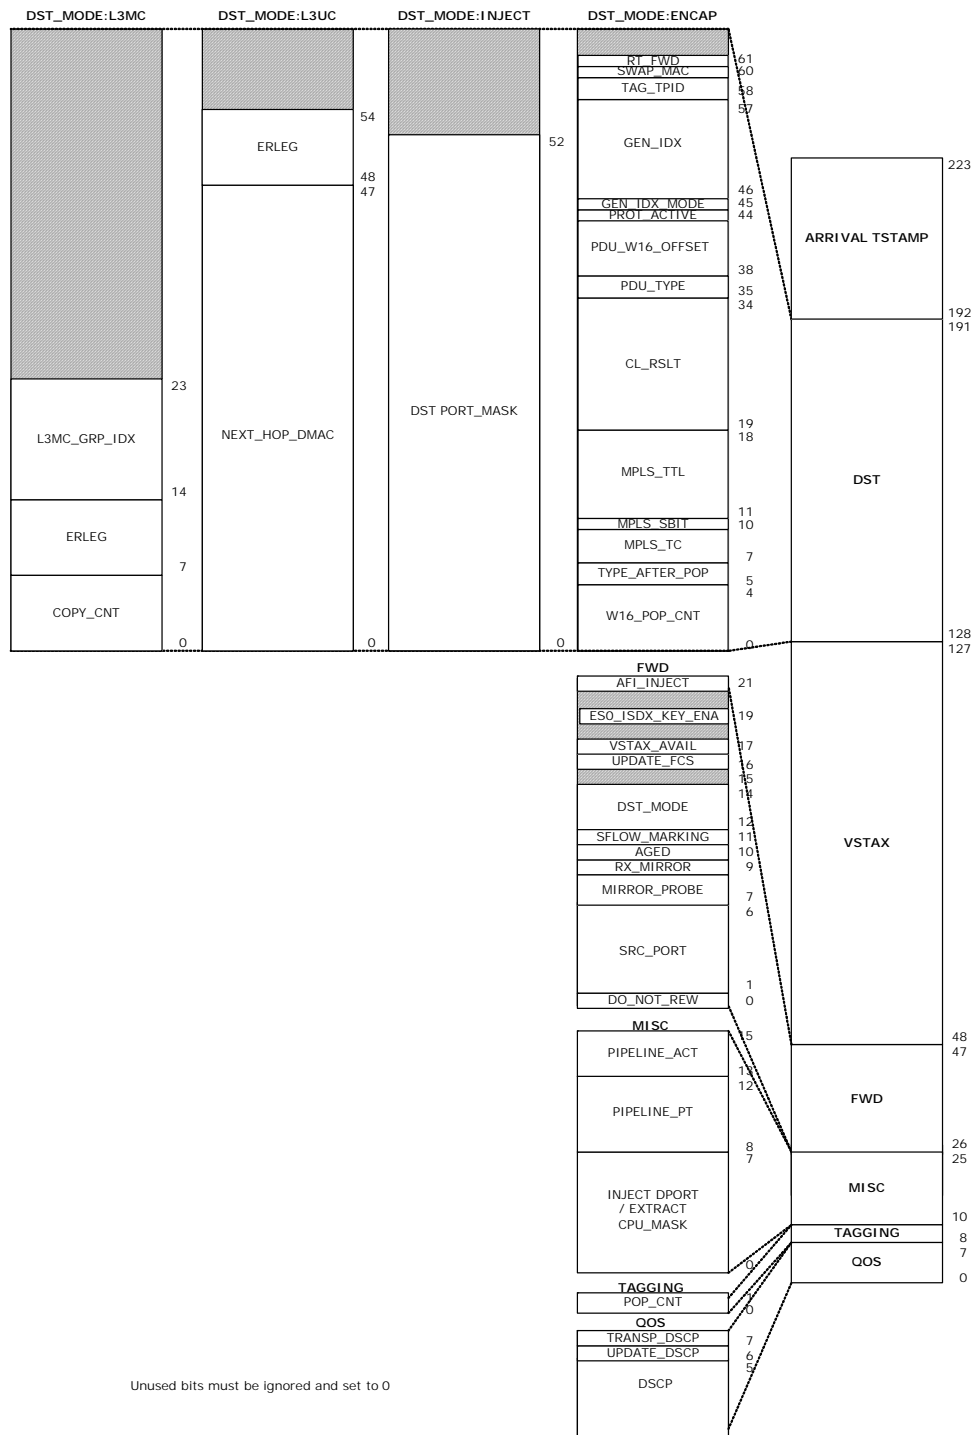 DST_MODE:L3MC
DST_MODE:L3UC
DST_MODE:INJECT
DST_MODE:ENCAP
23
L3MC_GRP_IDX
14
ERLEG
7
COPY_CNT
0
54
ERLEG
48
47
NEXT_HOP_DMAC
0
52
DST PORT_MASK
0
RT_FWD
61
SWAP_MAC
60
TAG_TPID
58
57
GEN_IDX
46
GEN_IDX_MODE
45
PROT_ACTIVE
44
PDU_W16_OFFSET
38
PDU_TYPE
35
34
CL_RSLT
19
18
MPLS_TTL
11
MPLS_SBIT
10
MPLS_TC
7
TYPE_AFTER_POP
5
4
W16_POP_CNT
0
FWD
AFI_INJECT
21
ES0_ISDX_KEY_ENA
19
VSTAX_AVAIL
17
UPDATE_FCS
16
15
14
DST_MODE
12
SFLOW_MARKING
11
AGED
10
RX_MIRROR
9
MIRROR_PROBE
7
6
SRC_PORT
1
DO_NOT_REW
0
MISC
15
PIPELINE_ACT
13
12
PIPELINE_PT
8
7
INJECT DPORT
/ EXTRACT
CPU_MASK
0
TAGGING
POP_CNT
1
0
QOS
TRANSP_DSCP
7
UPDATE_DSCP
6
5
DSCP
223
ARRIVAL TSTAMP
192
191
DST
128
127
VSTAX
48
47
FWD
26
25
MISC
10
TAGGING
8
7
QOS
0
Unused bits must be ignored and set to 0